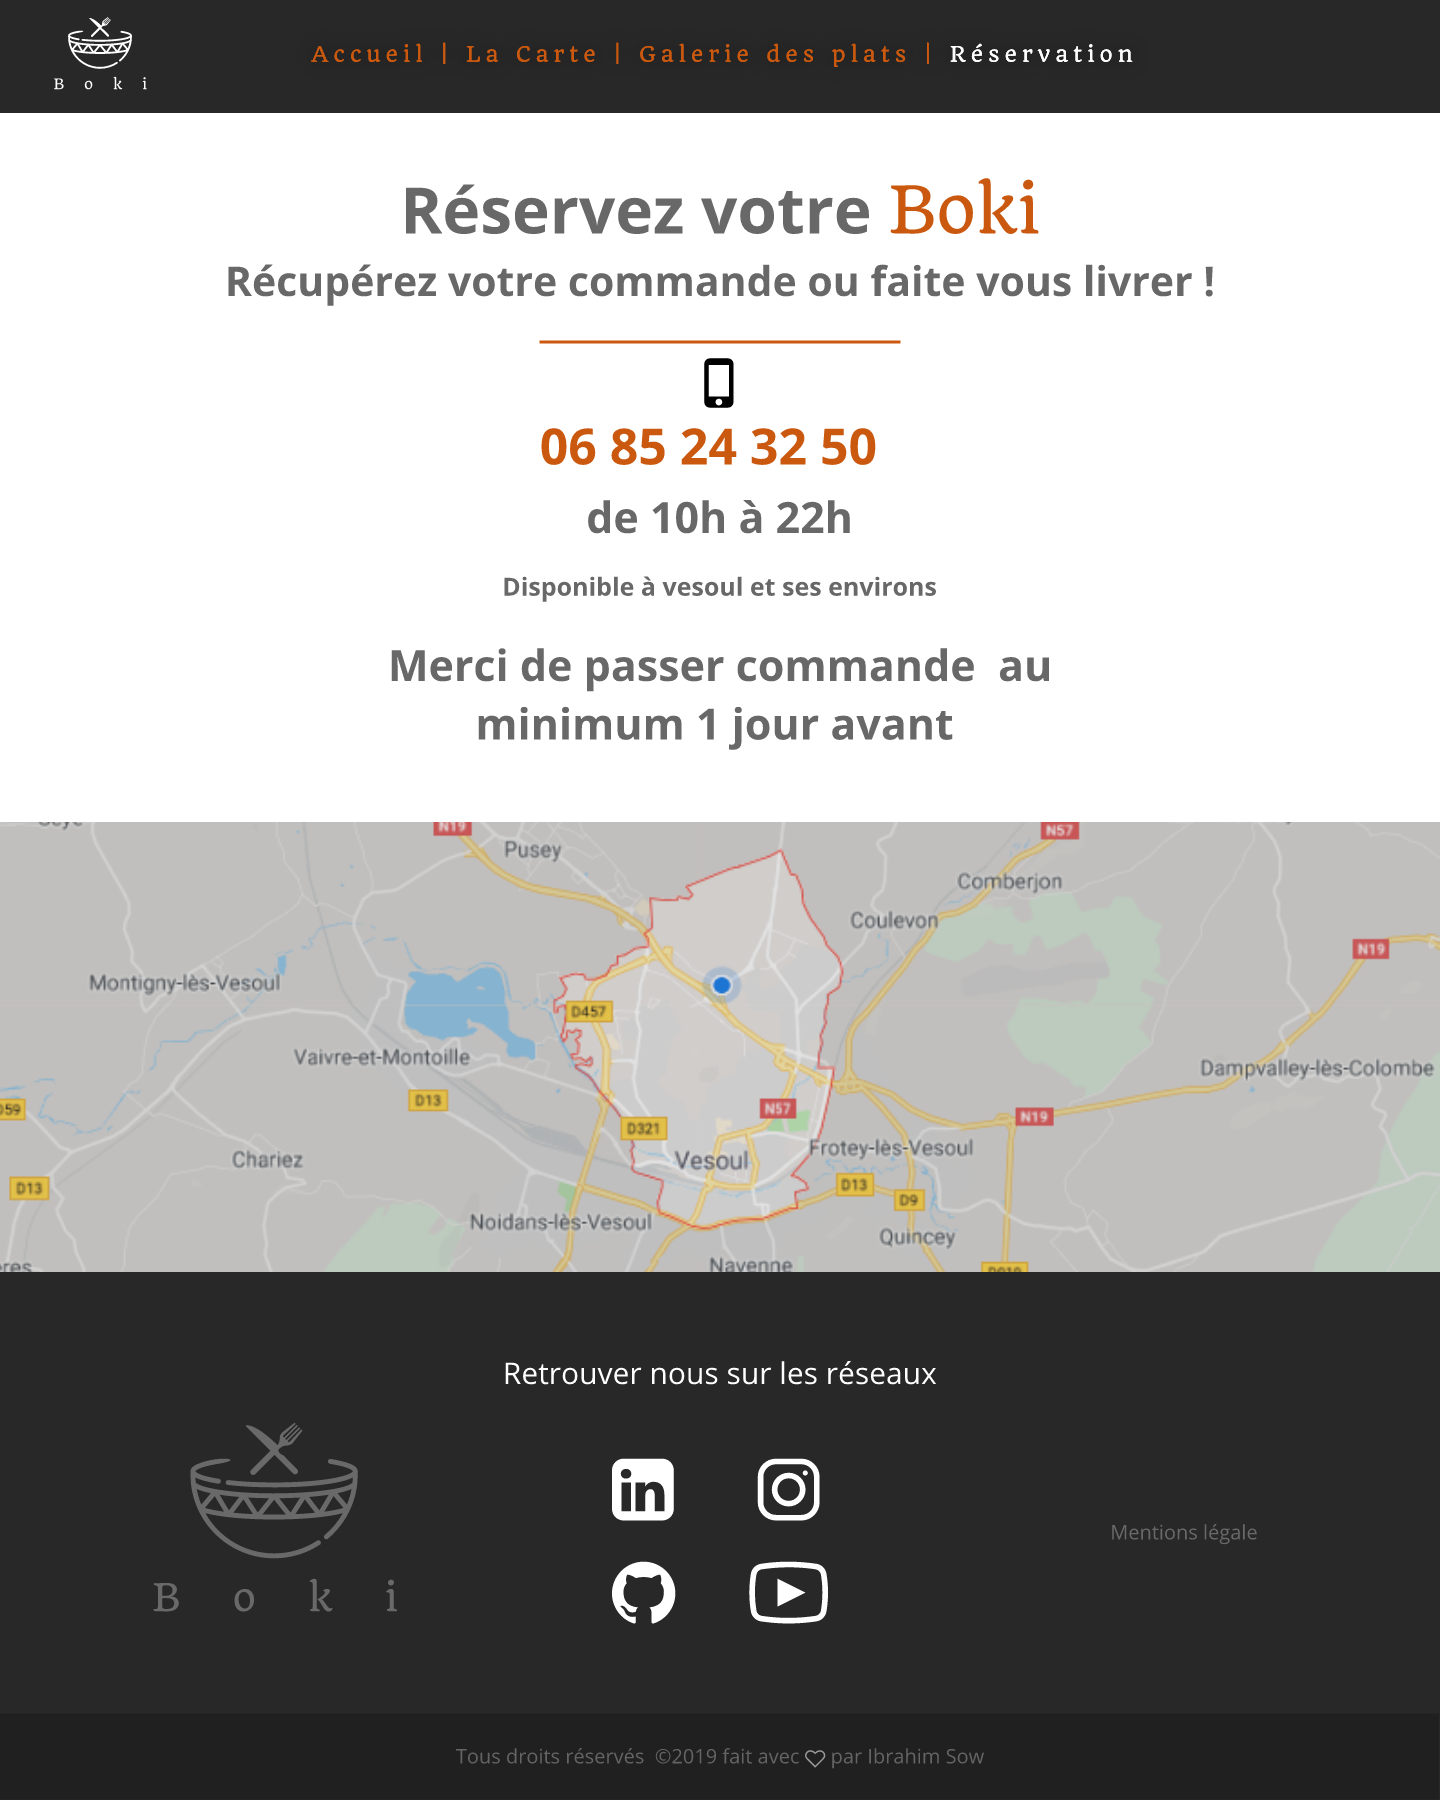 Boki
Accueil | La Carte | Galerie des plats | Réservation
Réservez votre Boki
Récupérez votre commande ou faite vous livrer !
06 85 24 32 50
de 10h à 22h
Disponible à vesoul et ses environs
Merci de passer commande  au
minimum 1 jour avant
N19
N57
Pusey
Comberjon
Coulevon
N19
Montigny-lès-Vesoul
D457
Vaivre-et-Montoille
Dampvalley-lès-Colombe
D13
D59
N57
N19
D321
Frotey-lès-Vesoul
Chariez
Vesoul
D13
D13
D9
Noidans-lès-Vesoul
Quincey
Navenne
Retrouver nous sur les réseaux
in
Boki
Mentions légale
Tous droits réservés  ©2019 fait avec ♡ par Ibrahim Sow